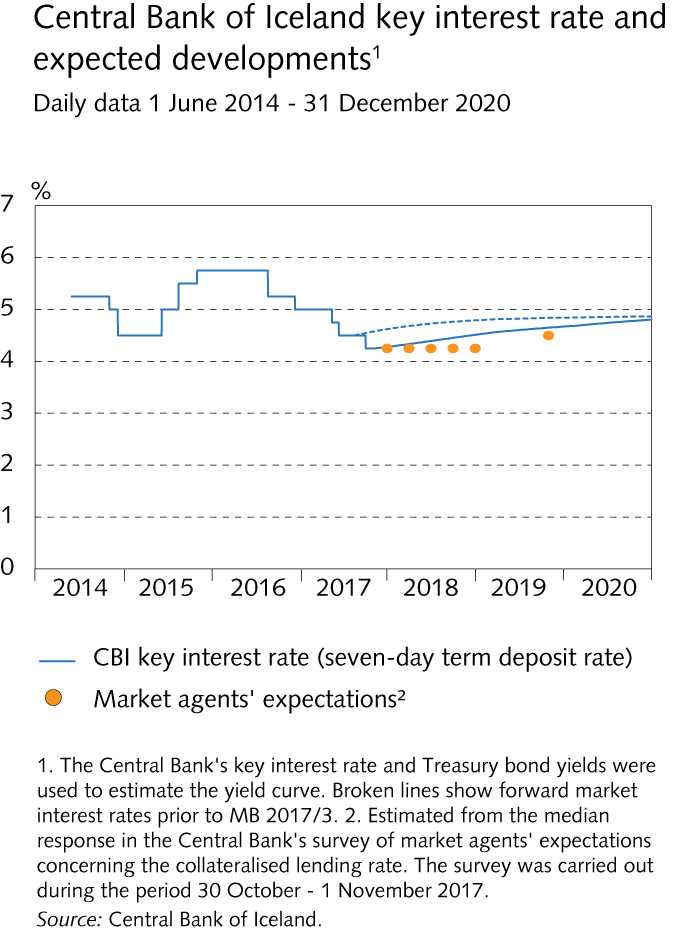 Central Bank of Iceland key interest rate and
expected developments¹
Daily data 1 June 2014 - 31 December 2020
%
7
6
5
4
3
2
1
0
2014 2015 2016 2017 2018 2019 2020
CBI key interest rate (seven-day term deposit rate)
Market agents' expectations²
1. The Central Bank's key interest rate and Treasury bond yields were
used to estimate the yield curve. Broken lines show forward market
interest rates prior to MB 2017/3. 2. Estimated from the median
response in the Central Bank's survey of market agents' expectations
concerning the collateralised lending rate. The survey was carried out
during the period 30 October - 1 November 2017.
Source: Central Bank of Iceland.